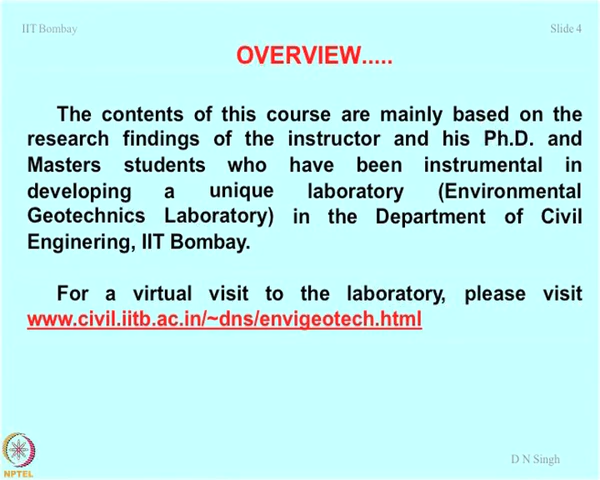 IIT Bombay
Slide 4
OVERVIEW.....
The contents of this course are mainly based on the
research findings of the instructor and his Ph.D. and
Masters students who have been instrumental in
developing a unique laboratory (Environmental
Geotechnics Laboratory) in the Department of Civil
Enginering, IIT Bombay.
For a virtual visit to the laboratory, please visit
www.civil.iitb.ac.in/~dns/envigeotech.html
NPTEL
D N Singh